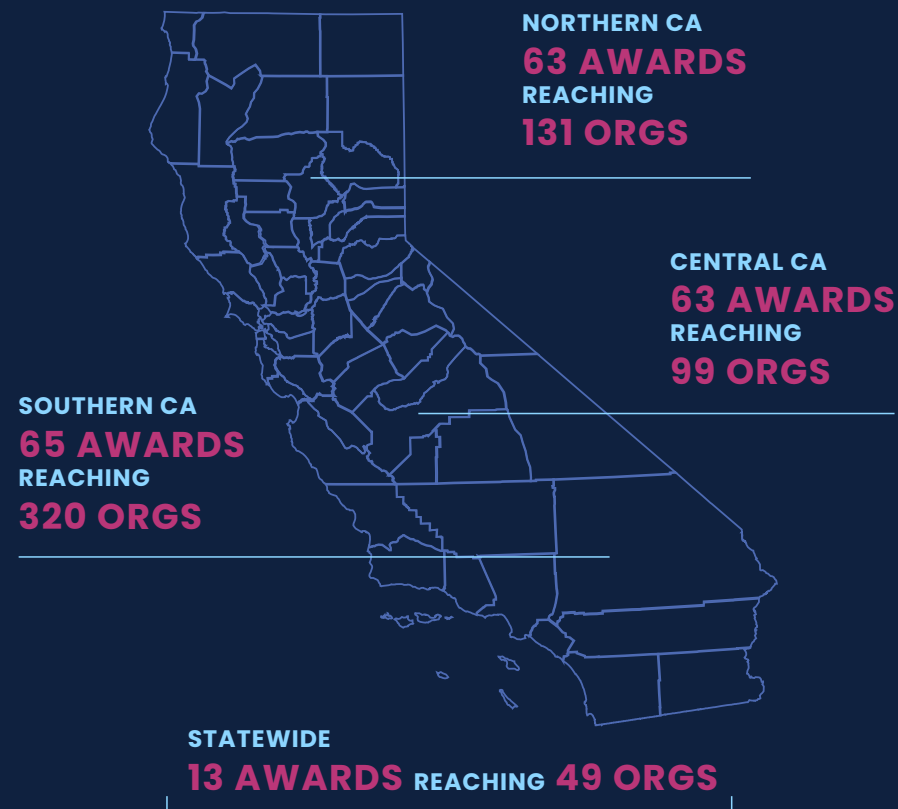 NORTHERN CA
63 AWARDS
REACHING
131 ORGS
CENTRAL CA
63 AWARDS
REACHING
99 ORGS
SOUTHERN CA
65 AWARDS
REACHING
320 ORGS
STATEWIDE
13 AWARDS REACHING 49 ORGS